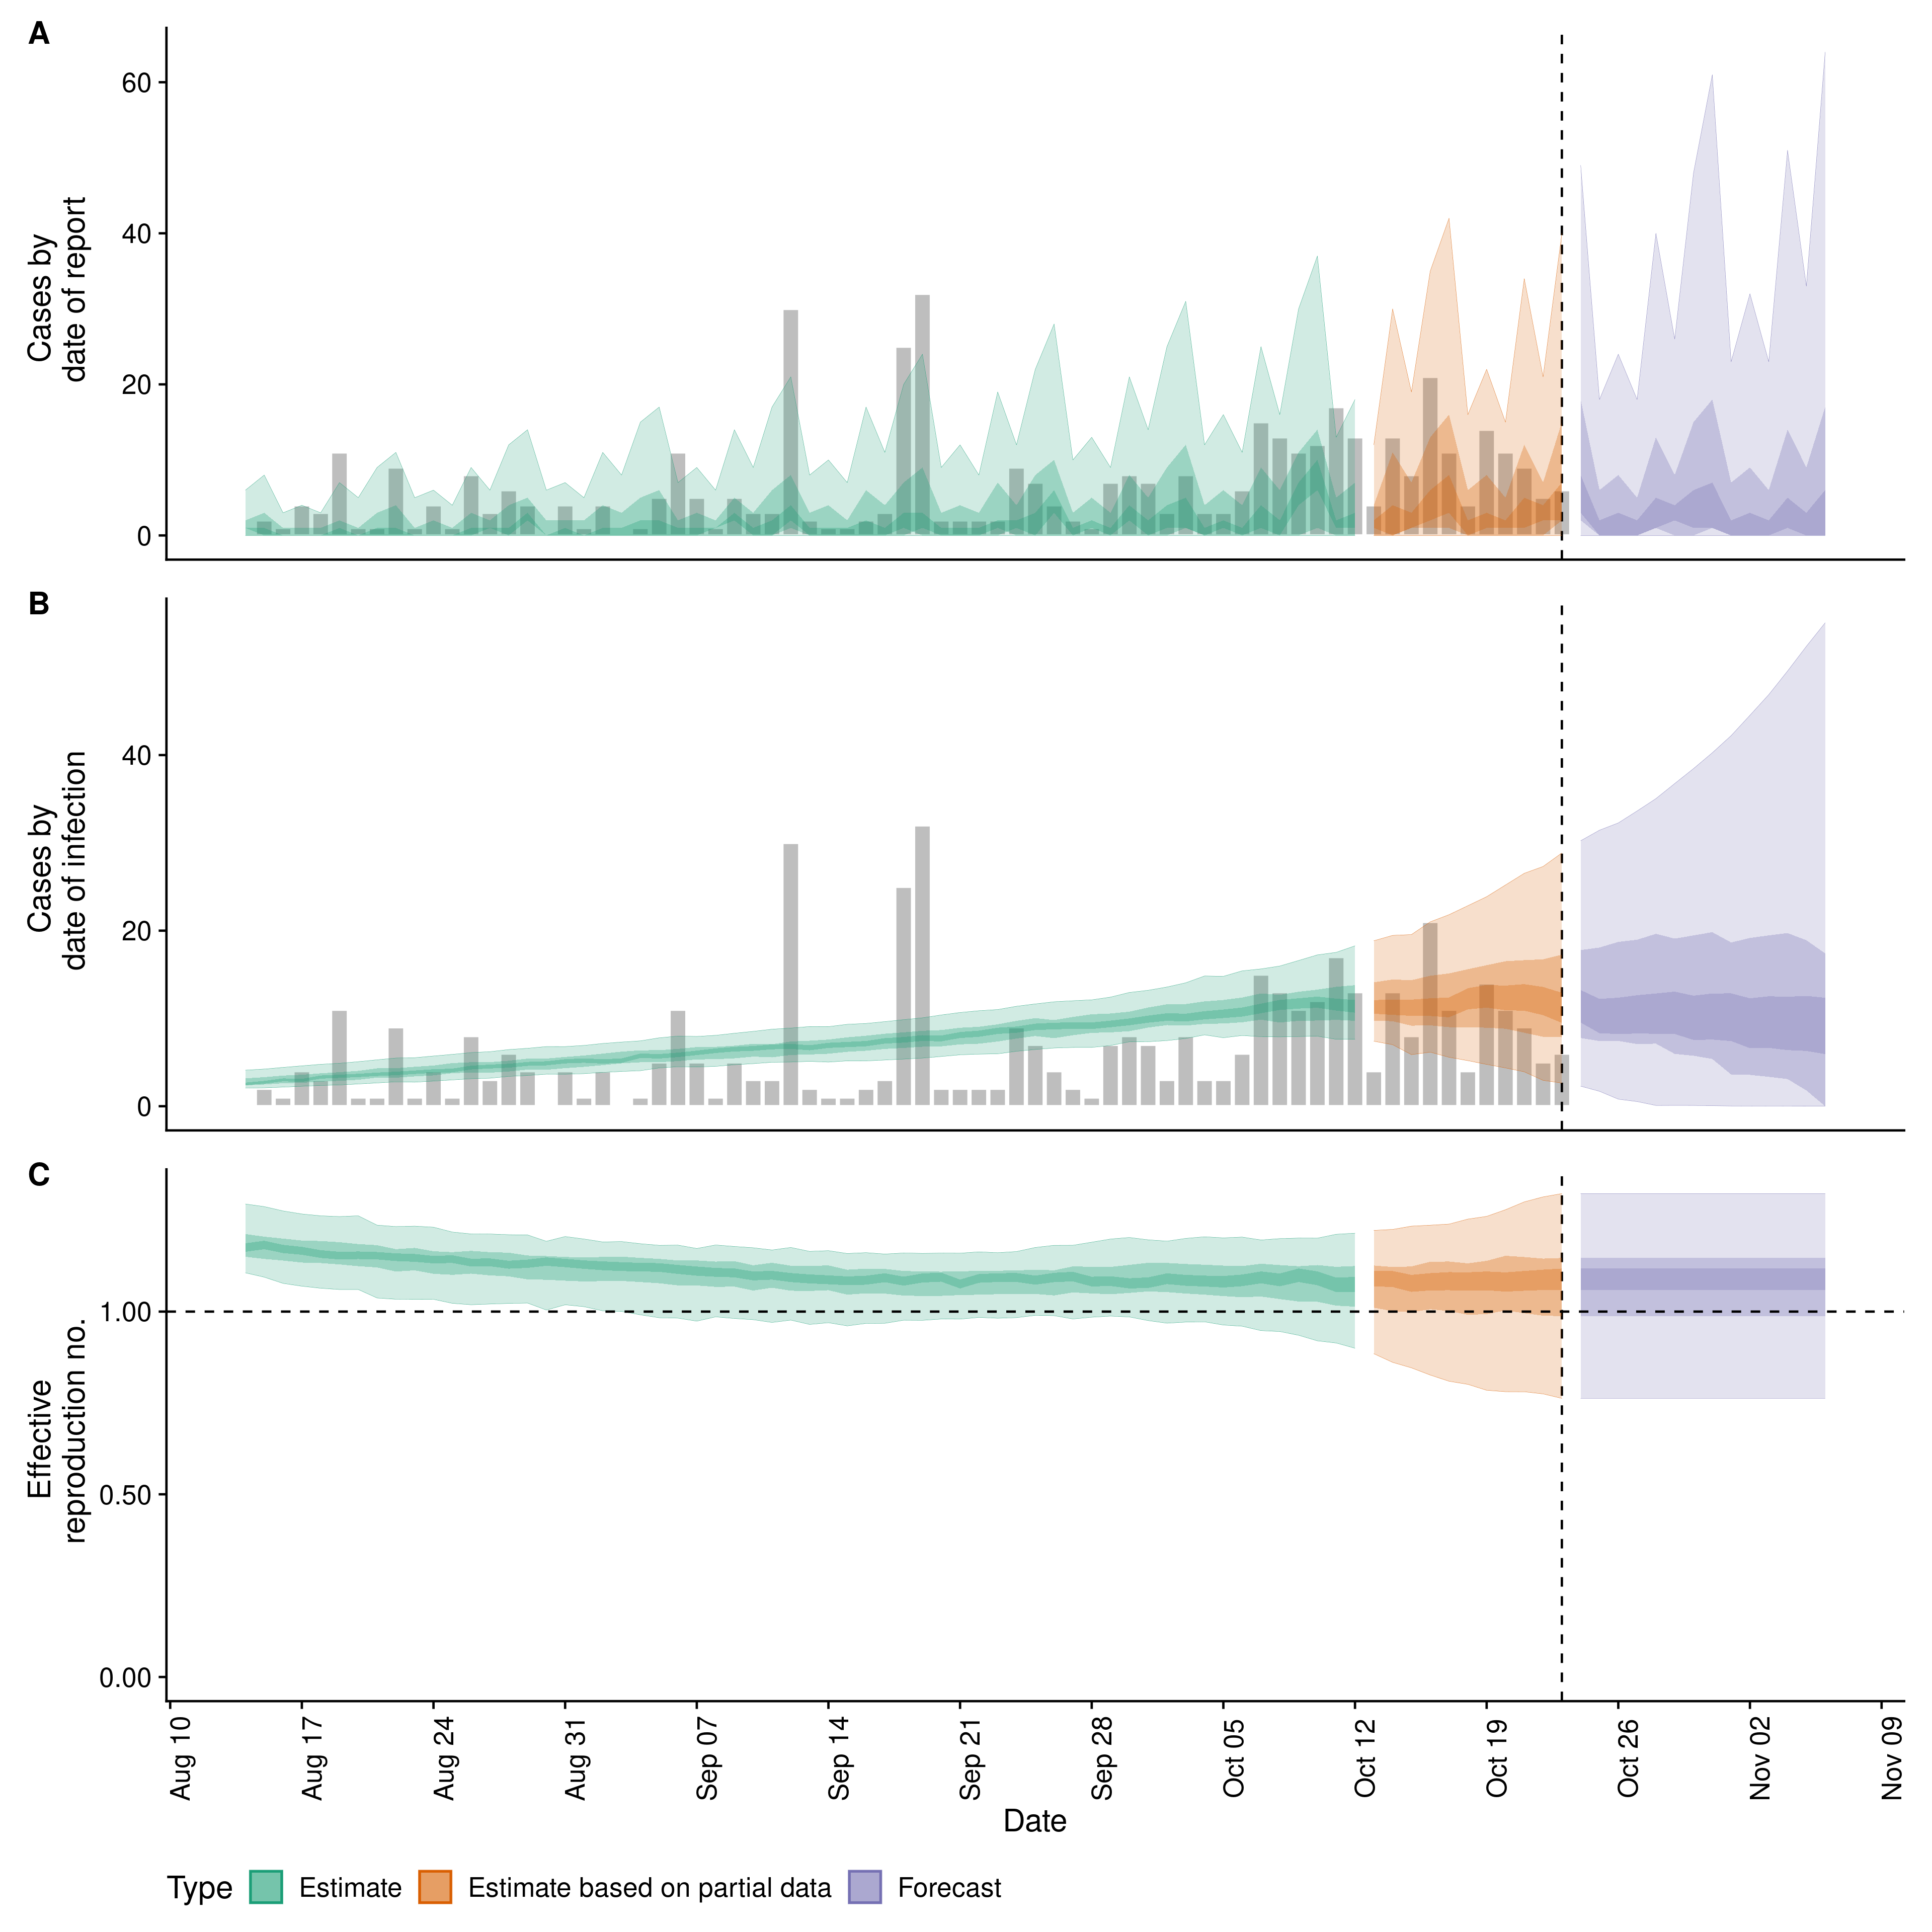 A
Cases by
date of report
60
40
20
0
B
Cases by
date of infection
40
20
0
C
Effective
reproduction no.
1.00
0.50
0.00
Aug 10
Aug 17
Aug 24
Aug 31
Sep 07
Sep 14
Sep 21
Sep 28
Oct 05
Oct 12
Oct 19
Oct 26
Nov 02
Nov 09
Date
Type Estimate Estimate based on partial data Forecast